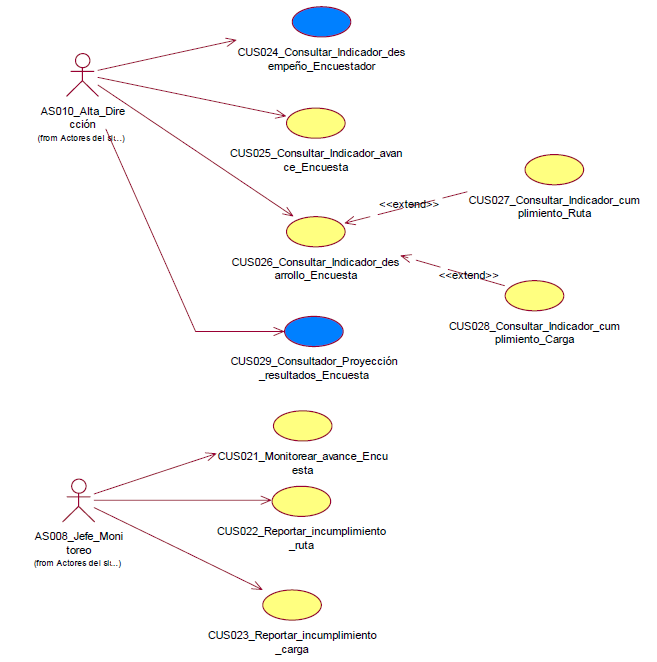 CUS024_Consultar_Indicador_des
empeño_Encuestador
AS010_Alta_Dire
cción
(from Actores del si...)
CUS025_Consultar_Indicador_avan
ce_Encuesta
CUS027_Consultar_Indicador_cum
plimiento_Ruta
<<extend>>
CUS026_Consultar_Indicador_des
arrollo_Encuesta
<<extend>>
CUS028_Consultar_Indicador_cum
plimiento_Carga
CUS029_Consultador_Proyección
_resultados_Encuesta
CUS021_Monitorear_avance_Encu
esta
AS008_Jefe_Moni
toreo
(from Actores del si...)
CUS022_Reportar_incumplimiento
_ruta
CUS023_Reportar_incumplimiento
_carga